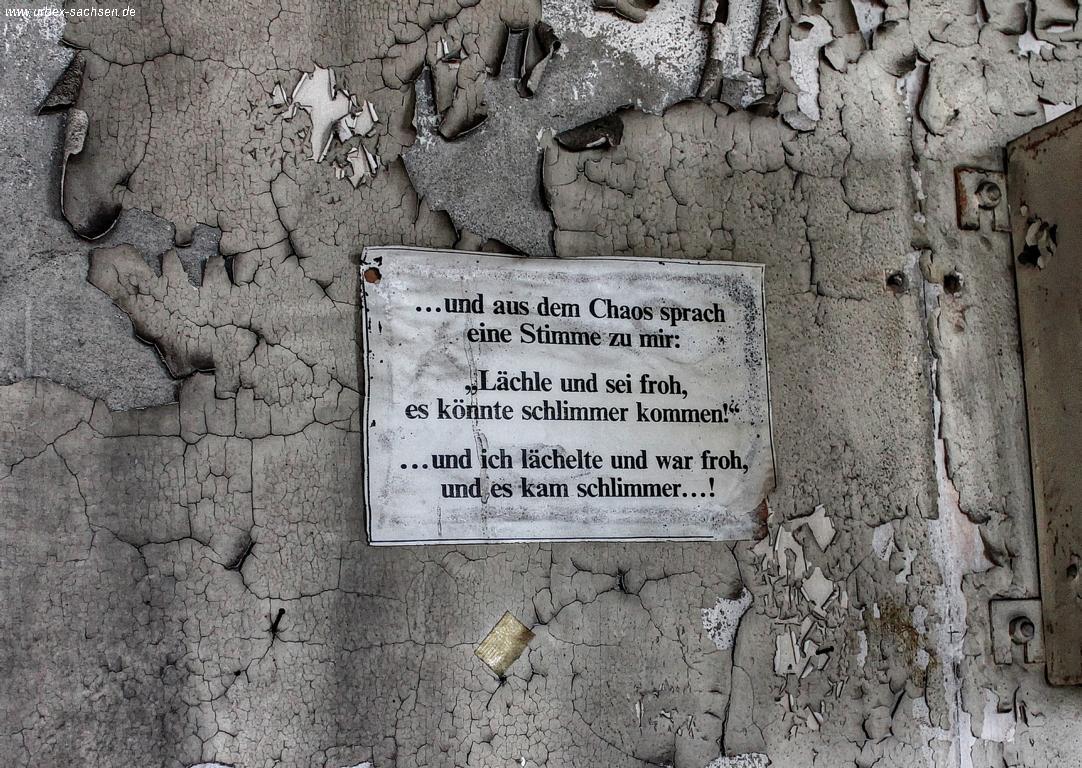 www.urbex-sachsen.de
...und aus dem Chaos sprach
eine Stimme zu mir:
„Lächle und sei froh,
es könnte schlimmer kommen!“
...und ich lächelte und war froh,
und es kam schlimmer...!